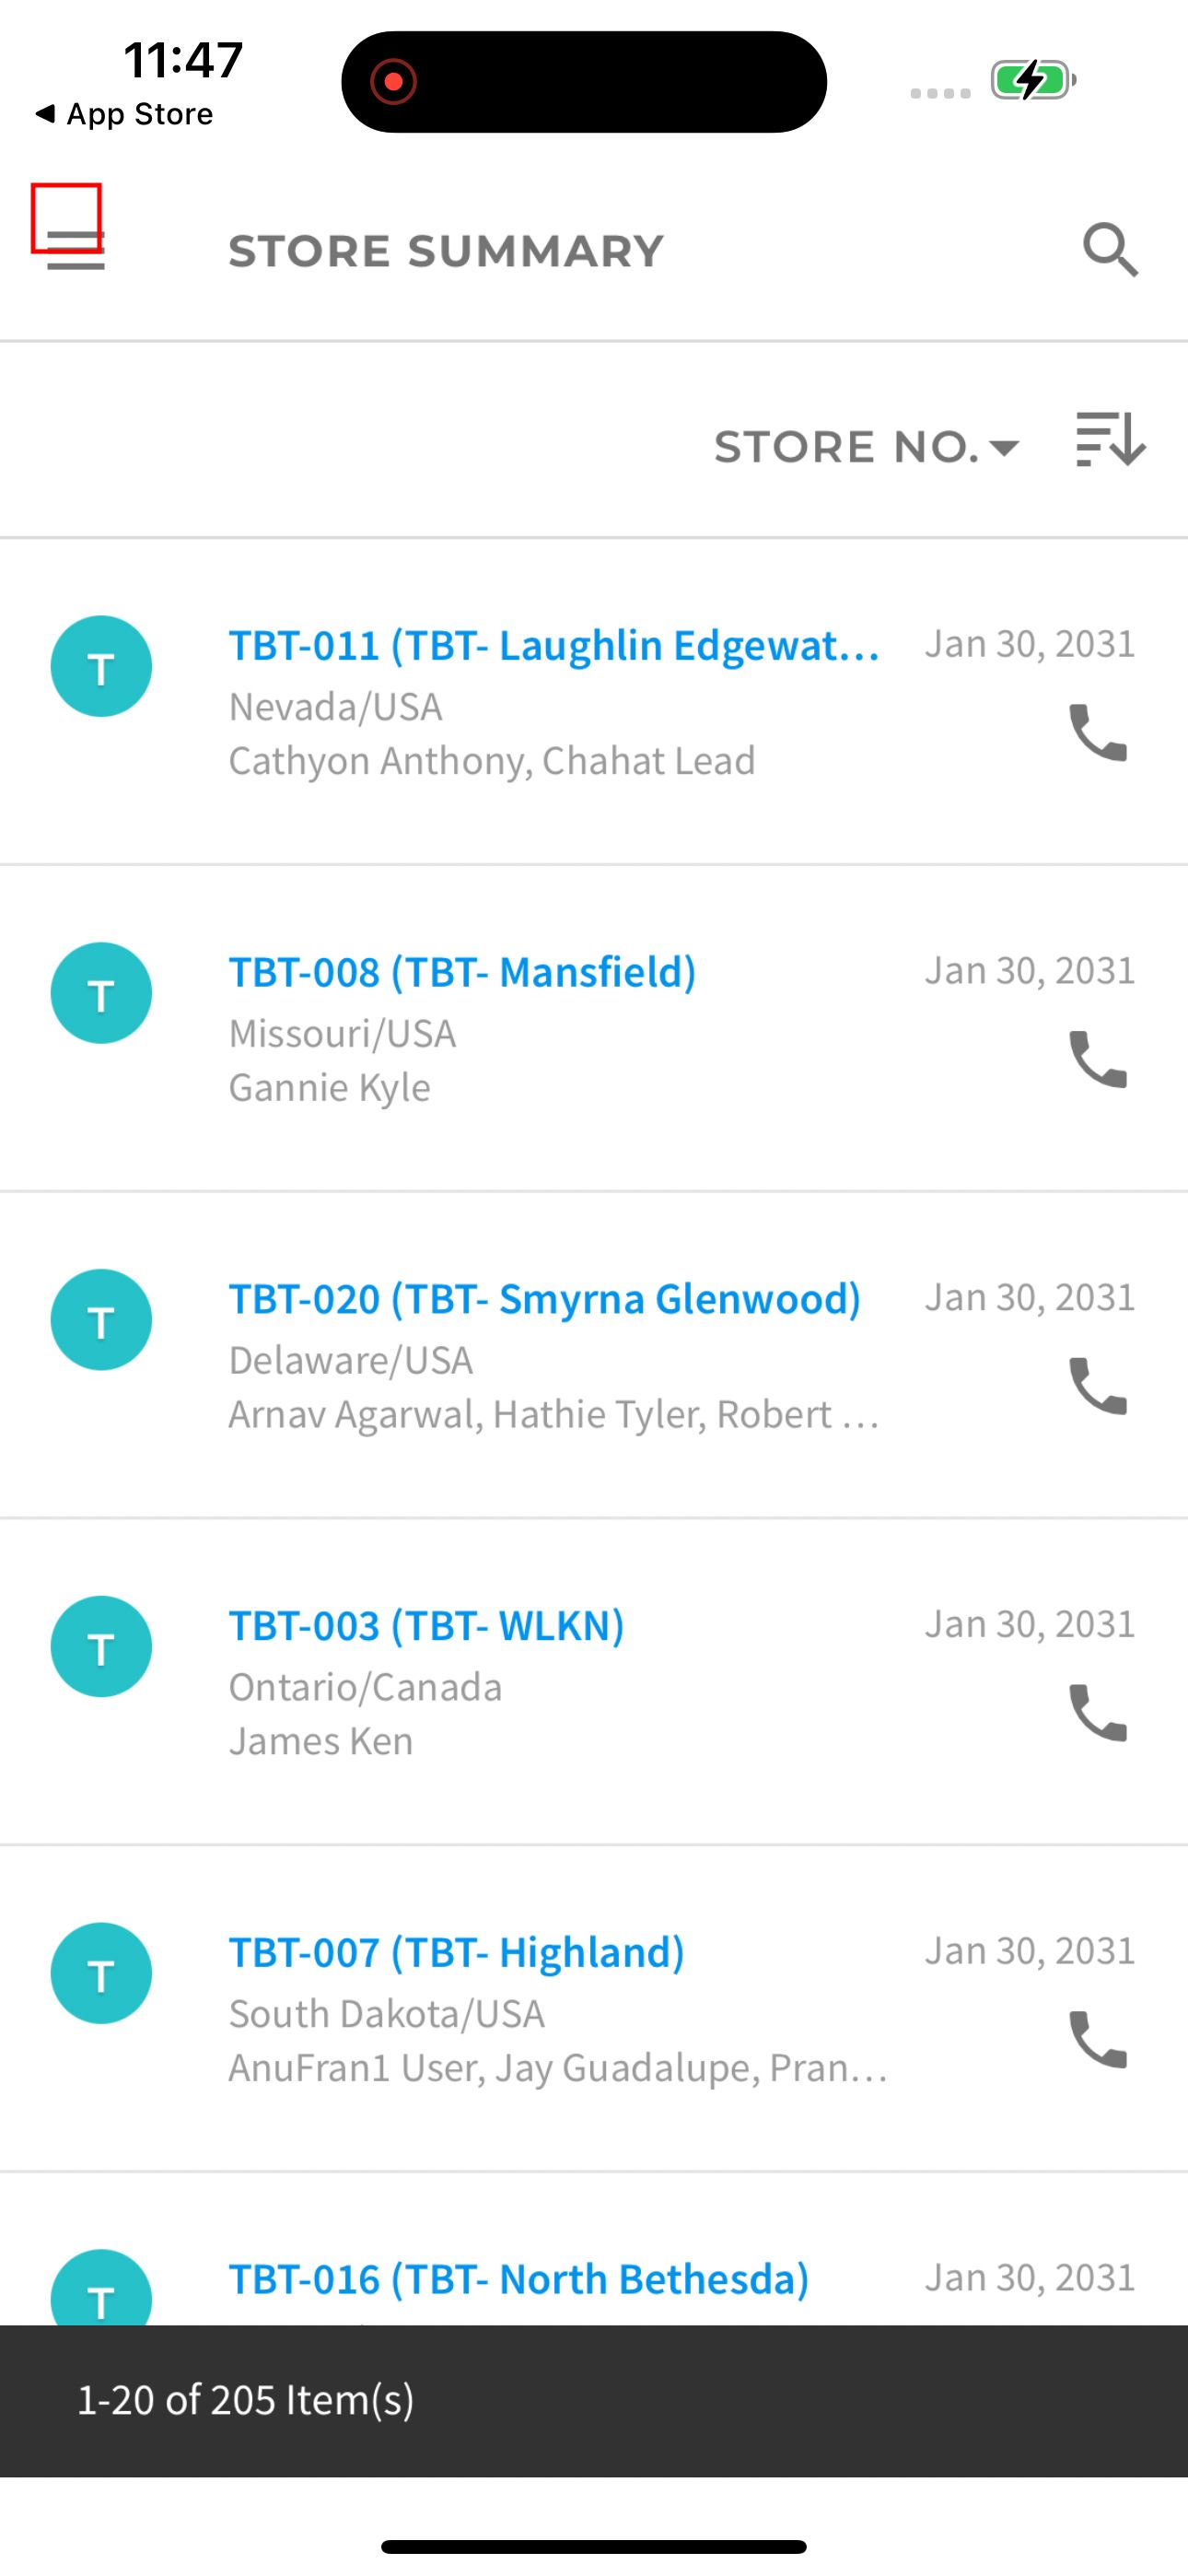 11:47
App Store
STORE SUMMARY
STORE NO.
T
TBT-011 (TBT- Laughlin Edgewat...
Jan 30, 2031
Nevada/USA
Cathyon Anthony, Chahat Lead
T
TBT-008 (TBT- Mansfield)
Jan 30, 2031
Missouri/USA
Gannie Kyle
T
TBT-020 (TBT- Smyrna Glenwood)
Jan 30, 2031
Delaware/USA
Arnav Agarwal, Hathie Tyler, Robert ...
T
TBT-003 (TBT- WLKN)
Jan 30, 2031
Ontario/Canada
James Ken
T
TBT-007 (TBT- Highland)
Jan 30, 2031
South Dakota/USA
AnuFran1 User, Jay Guadalupe, Pran...
T
TBT-016 (TBT- North Bethesda)
Jan 30, 2031
1-20 of 205 Item(s)